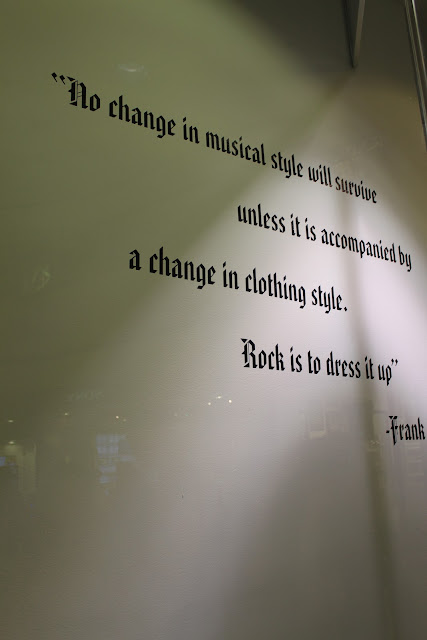 “No change in musical style will survive
unless it is accompanied by
a change in clothing style.
Rock is to dress it up”
-Frank